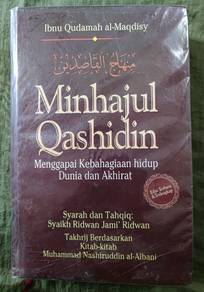 Ibnu Qudamah al-Maqdisy
منهاج القاصدين
Minhajul
Qashidin
Menggapai Kebahagiaan hidup
Dunia dan Akhirat
Syarah dan Tahqiq:
Syaikh Ridwan Jami' Ridwan
Takhrij Berdasarkan
Kitab-kitab
Muhammad Nashiruddin al-Albani